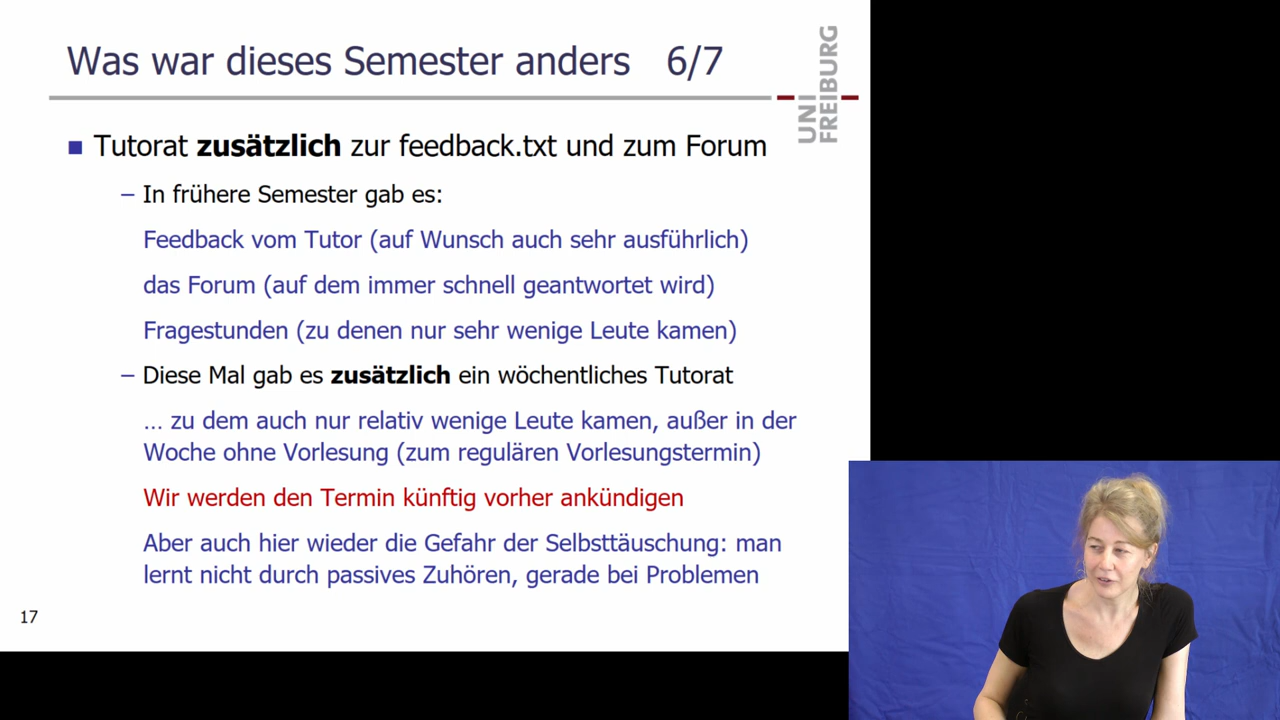 Was war dieses Semester anders 6/7
UNI
FREIBURG
■ Tutorat zusätzlich zur feedback.txt und zum Forum
– In frühere Semester gab es:
Feedback vom Tutor (auf Wunsch auch sehr ausführlich)
das Forum (auf dem immer schnell geantwortet wird)
Fragestunden (zu denen nur sehr wenige Leute kamen)
– Diese Mal gab es zusätzlich ein wöchentliches Tutorat
… zu dem auch nur relativ wenige Leute kamen, außer in der
Woche ohne Vorlesung (zum regulären Vorlesungstermin)
Wir werden den Termin künftig vorher ankündigen
Aber auch hier wieder die Gefahr der Selbsttäuschung: man
lernt nicht durch passives Zuhören, gerade bei Problemen
17